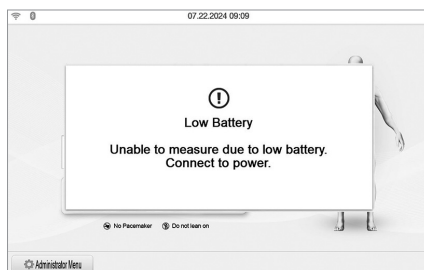 07.22.2024 09:09
Low Battery
Unable to measure due to low battery.
Connect to power.
No Pacemaker Do not lean on
Administrator Menu